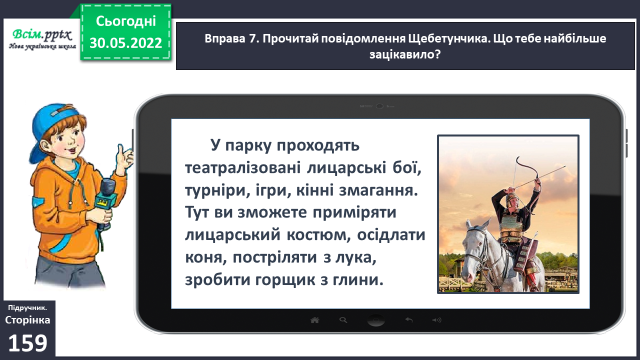 Всім.pptx
Нова українська школа
Сьогодні
30.05.2022
Вправа 7. Прочитай повідомлення Щебетунчика. Що тебе найбільше
зацікавило?
У парку проходять
театралізовані лицарські бої,
турніри, ігри, кінні змагання.
Тут ви зможете приміряти
лицарський костюм, осідлати
коня, постріляти з лука,
зробити горщик з глини.
Підручник.
Сторінка
159